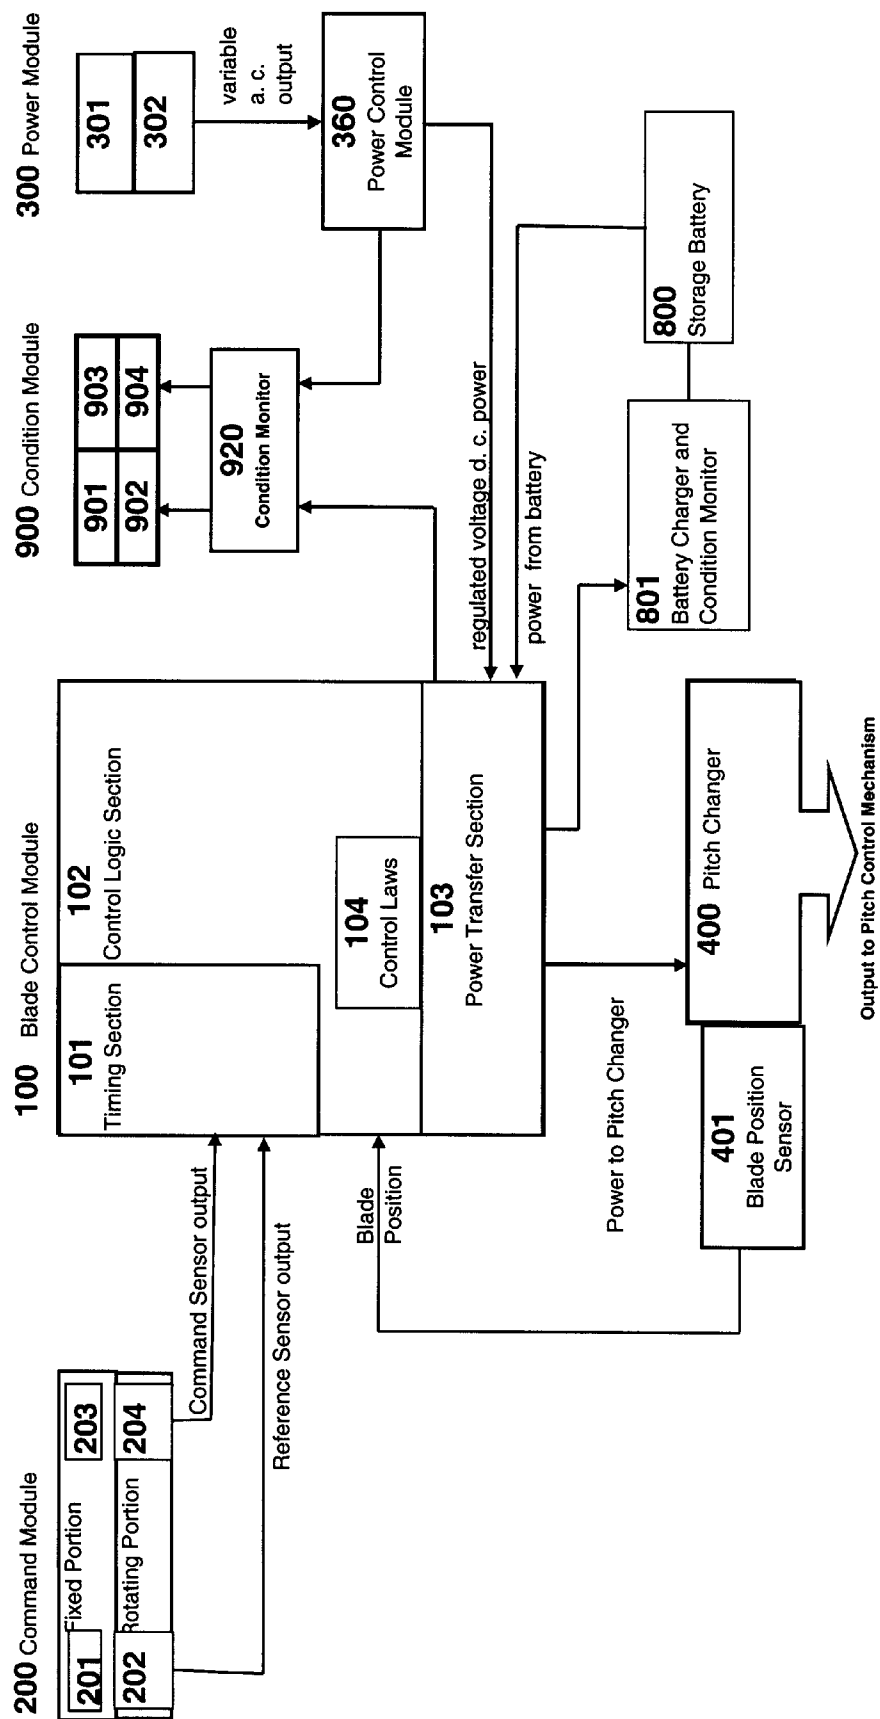 200 Command Module
Fixed Portion
201
203
Rotating Portion
202
204
Command Sensor output
Reference Sensor output
100 Blade Control Module
101
Timing Section
102
Control Logic Section
104
Control Laws
103
Power Transfer Section
Blade
Position
Power to Pitch Changer
401
Blade Position
Sensor
400 Pitch Changer
Output to Pitch Control Mechanism
900 Condition Module
901
903
902
904
920
Condition Monitor
regulated voltage d. c. power
power from battery
801
Battery Charger and
Condition Monitor
800
Storage Battery
300 Power Module
301
302
variable
a. c.
output
360
Power Control
Module